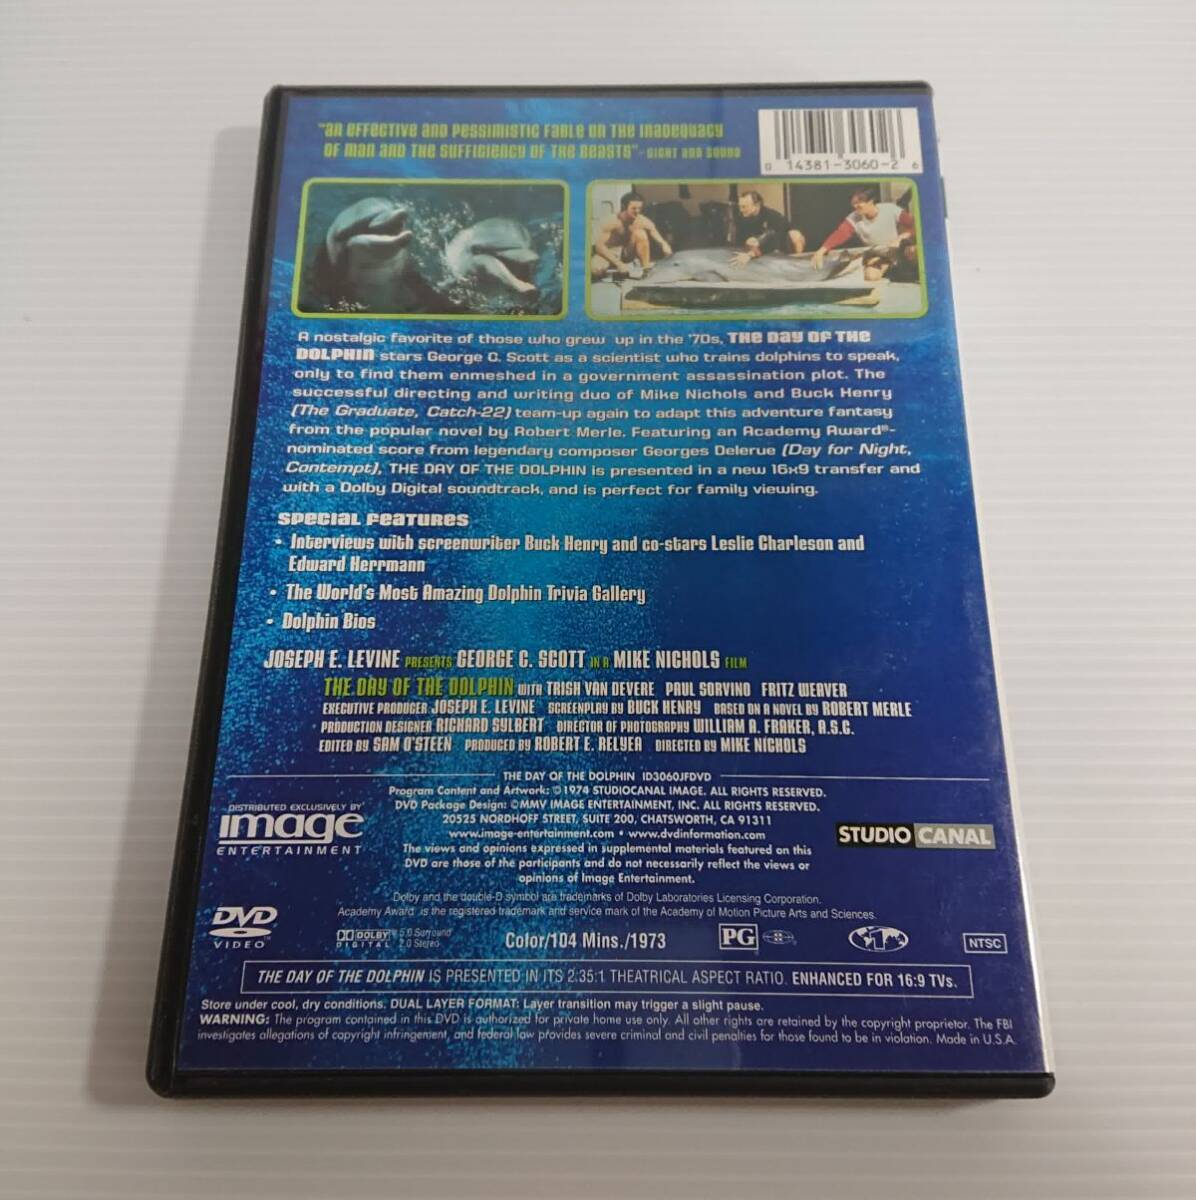 "An effective and pessimistic fable on the inadequacy
of man and the sufficiency of the beasts" - Sight and Sound
0 14381-3060-2 6
A nostalgic favorite of those who grew up in the '70s, THE DAY OF THE
DOLPHIN stars George C. Scott as a scientist who trains dolphins to speak,
only to find them enmeshed in a government assassination plot. The
successful directing and writing duo of Mike Nichols and Buck Henry
(The Graduate, Catch-22) team-up again to adapt this adventure fantasy
from the popular novel by Robert Merle. Featuring an Academy Award®-
nominated score from legendary composer Georges Delerue (Day for Night,
Contempt), THE DAY OF THE DOLPHIN is presented in a new 16x9 transfer and
with a Dolby Digital soundtrack, and is perfect for family viewing.
SPECIAL FEATURES
• Interviews with screenwriter Buck Henry and co-stars Leslie Charleson and
Edward Herrmann
• The World's Most Amazing Dolphin Trivia Gallery
• Dolphin Bios
JOSEPH E. LEVINE PRESENTS GEORGE C. SCOTT IN A MIKE NICHOLS FILM
THE DAY OF THE DOLPHIN WITH TRISH VAN DEVERE PAUL SORVINO FRITZ WEAVER
EXECUTIVE PRODUCER JOSEPH E. LEVINE SCREENPLAY BY BUCK HENRY BASED ON A NOVEL BY ROBERT MERLE
PRODUCTION DESIGNER RICHARD SYLBERT DIRECTOR OF PHOTOGRAPHY WILLIAM A. FRAKER, A.S.C.
EDITED BY SAM O'STEEN PRODUCED BY ROBERT E. RELYEA DIRECTED BY MIKE NICHOLS
THE DAY OF THE DOLPHIN ID3060JFDVD
Program Content and Artwork: ©1974 STUDIOCANAL IMAGE. ALL RIGHTS RESERVED.
DVD Package Design: ©MMV IMAGE ENTERTAINMENT, INC. ALL RIGHTS RESERVED.
20525 NORDHOFF STREET, SUITE 200, CHATSWORTH, CA 91311
www.image-entertainment.com • www.dvdinformation.com
The views and opinions expressed in supplemental materials featured on this
DVD are those of the participants and do not necessarily reflect the views or
opinions of Image Entertainment.
DISTRIBUTED EXCLUSIVELY BY
image
ENTERTAINMENT
STUDIO CANAL
Dolby and the double-D symbol are trademarks of Dolby Laboratories Licensing Corporation.
Academy Award is the registered trademark and service mark of the Academy of Motion Picture Arts and Sciences.
DVD
VIDEO
DOLBY
DIGITAL
5.0 Surround
2.0 Stereo
Color/104 Mins./1973
PG
1
NTSC
THE DAY OF THE DOLPHIN IS PRESENTED IN ITS 2:35:1 THEATRICAL ASPECT RATIO. ENHANCED FOR 16:9 TVs.
Store under cool, dry conditions. DUAL LAYER FORMAT: Layer transition may trigger a slight pause.
WARNING: The program contained in this DVD is authorized for private home use only. All other rights are retained by the copyright proprietor. The FBI
investigates allegations of copyright infringement, and federal law provides severe criminal and civil penalties for those found to be in violation. Made in U.S.A.